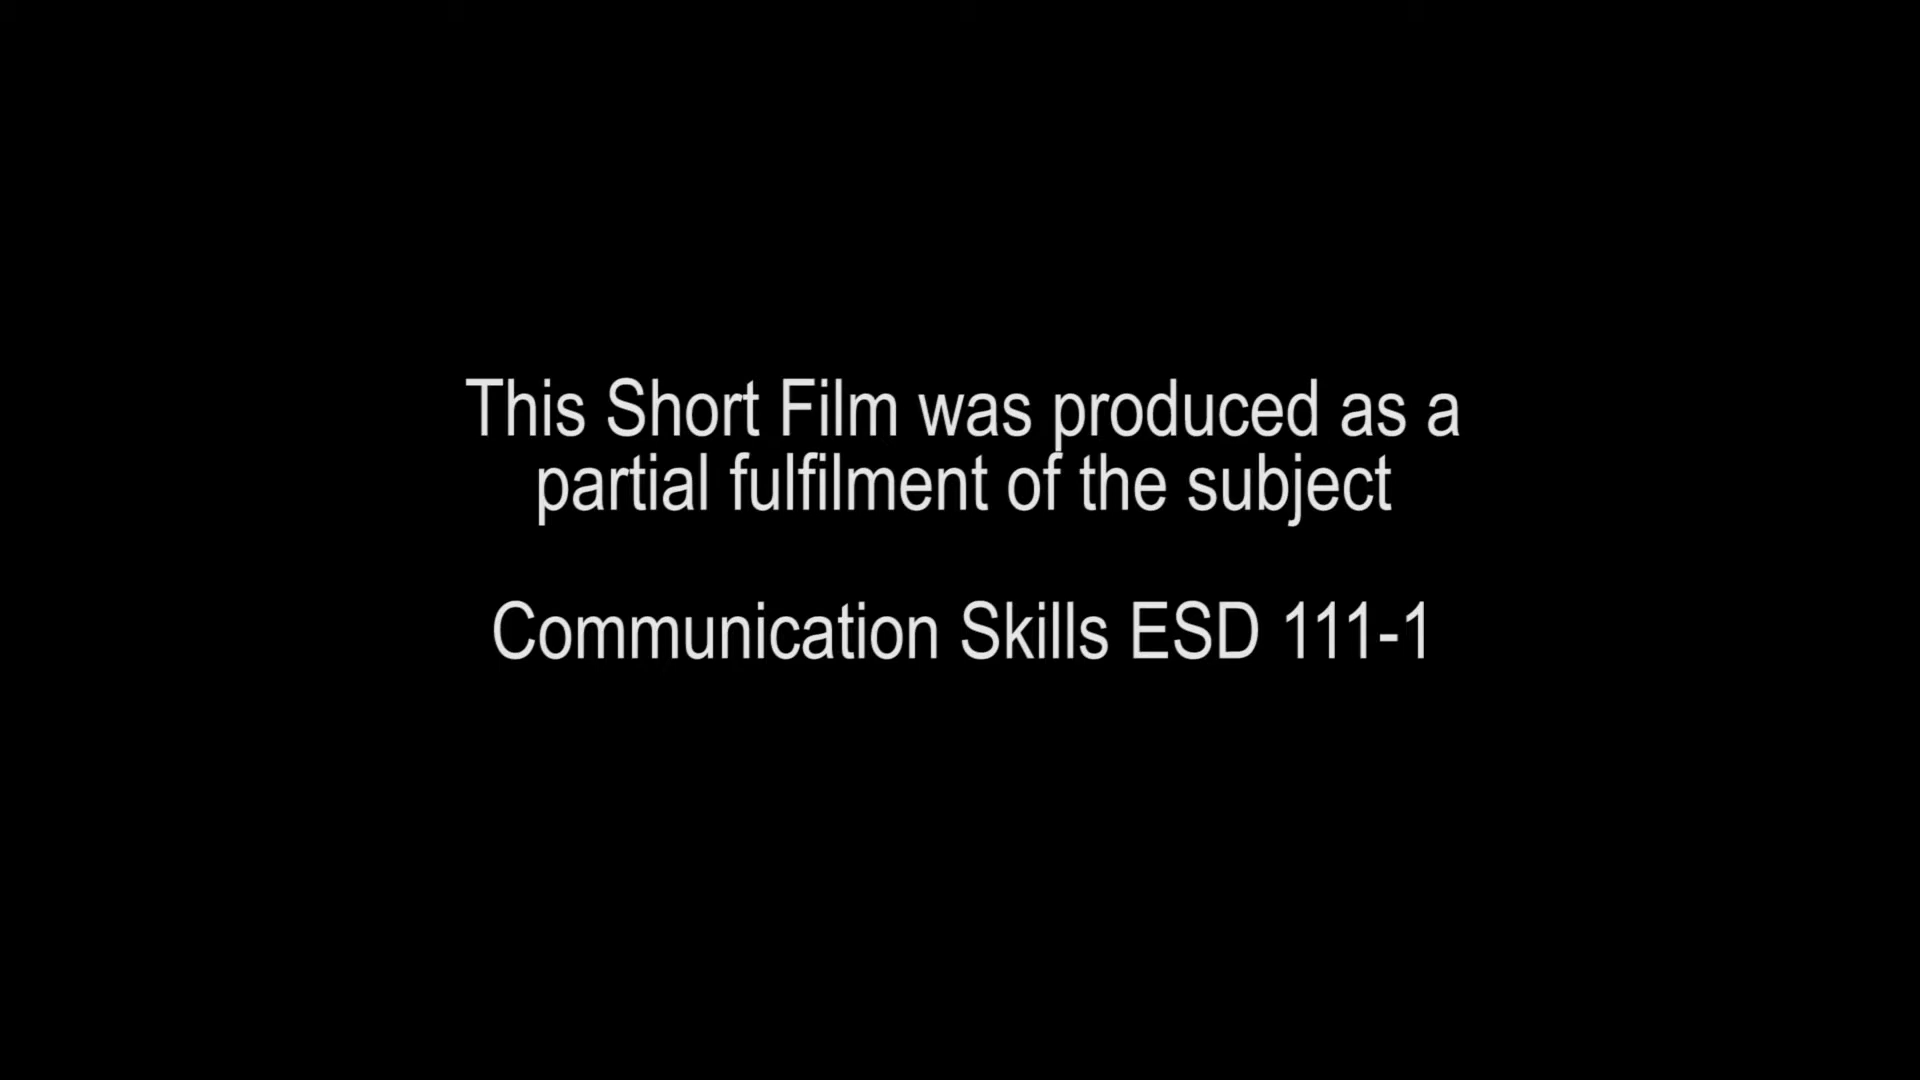 This Short Film was produced as a
partial fulfilment of the subject
Communication Skills ESD 111-1